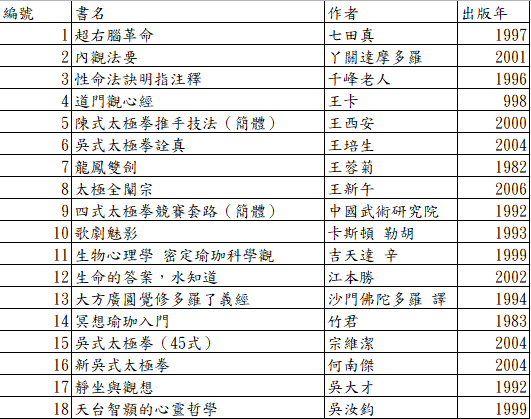 編號 書名 作者 出版年
1 超右腦革命 七田真 1997
2 內觀法要 丫關達摩多羅 2001
3 性命法訣明指注釋 千峰老人 1996
4 道門觀心經 王卡 998
5 陳式太極拳推手技法（簡體） 王西安 2000
6 吳式太極拳詮真 王培生 2004
7 龍鳳雙劍 王蓉菊 1982
8 太極全闡宗 王新午 2006
9 四式太極拳競賽套路（簡體） 中國武術研究院 1992
10 歌劇魅影 卡斯頓 勒胡 1993
11 生物心理學 密定瑜珈科學觀 吉天達 辛 1999
12 生命的答案，水知道 江本勝 2002
13 大方廣圓覺修多羅了義經 沙門佛陀多羅 譯 1994
14 冥想瑜珈入門 竹君 1983
15 吳式太極拳（45式） 宗維潔 2004
16 新吳式太極拳 何南傑 2004
17 靜坐與觀想 吳大才 1992
18 天台智顗的心靈哲學 吳汝鈞 1999